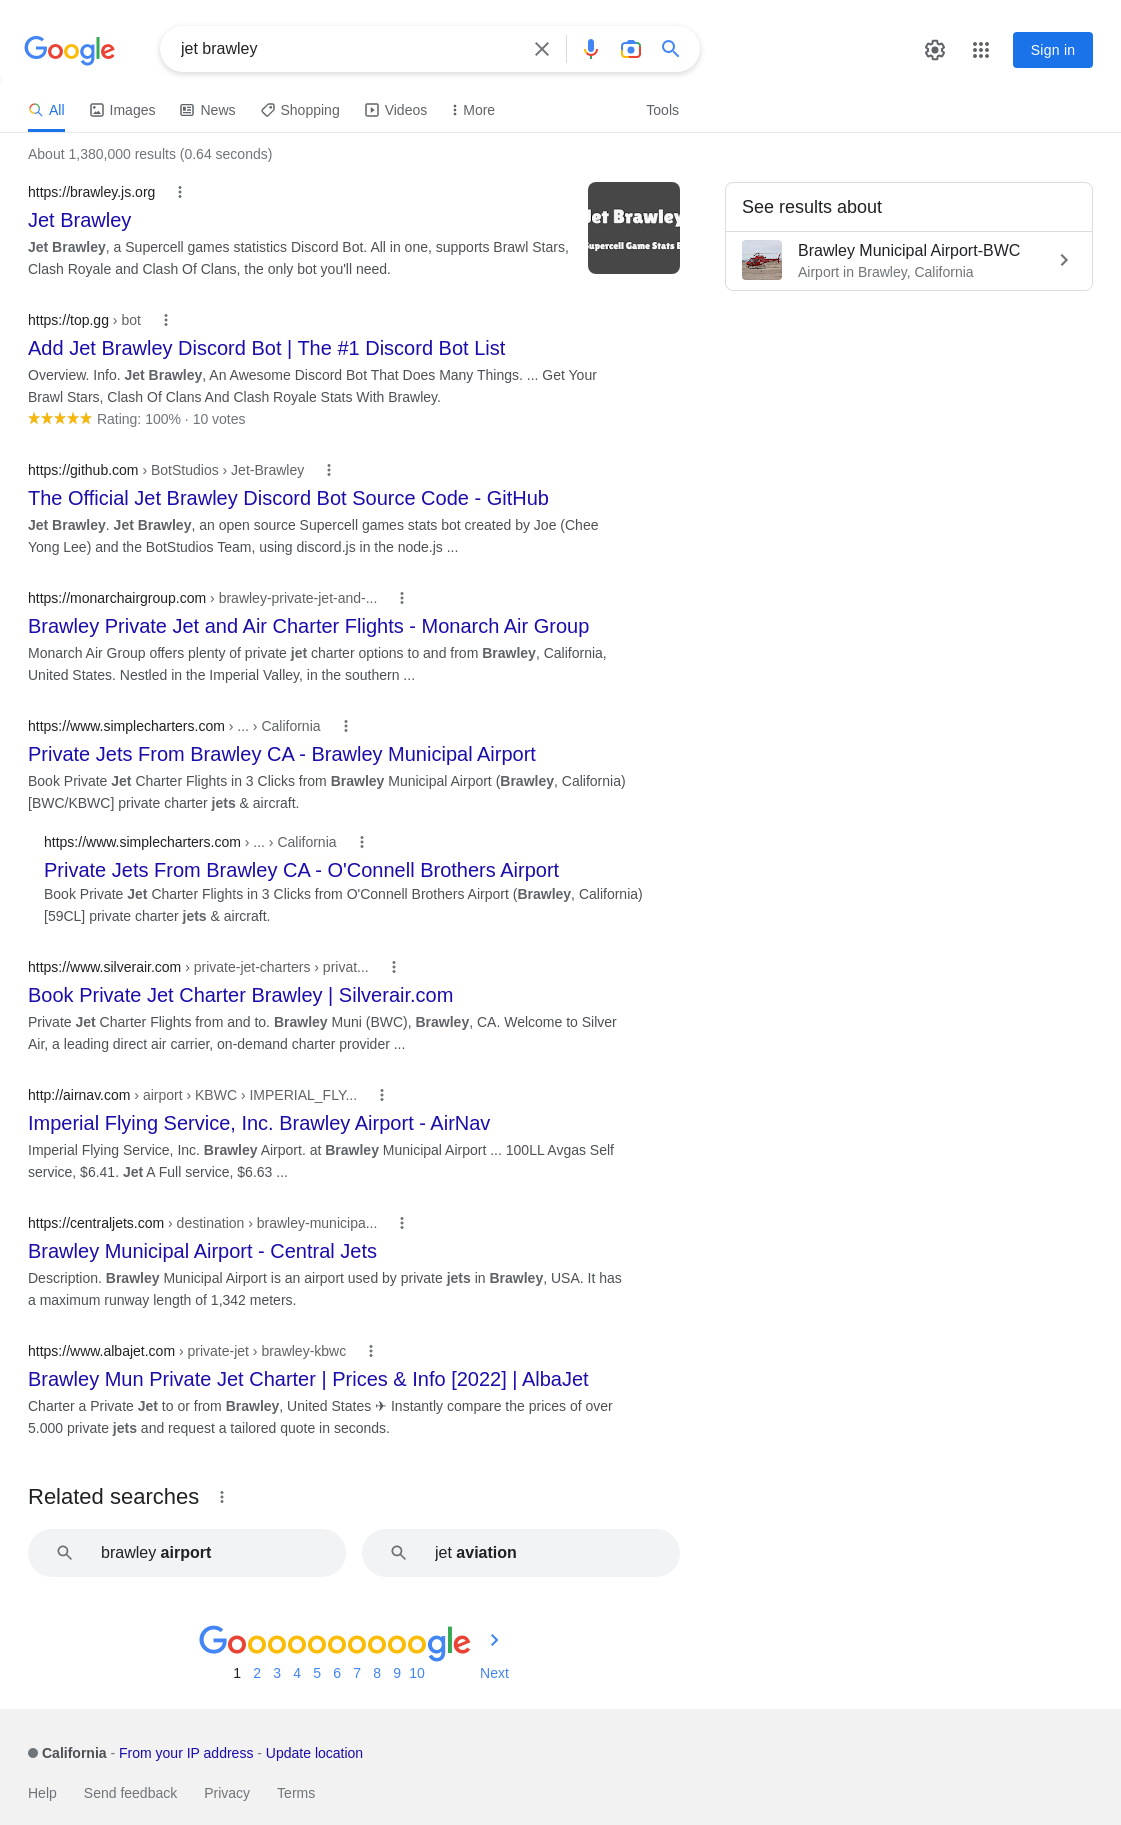 Google
jet brawley
Sign in
All
Images
News
Shopping
Videos
More
Tools
About 1,380,000 results (0.64 seconds)
https://brawley.js.org
Jet Brawley
Jet Brawley, a Supercell games statistics Discord Bot. All in one, supports Brawl Stars,
Clash Royale and Clash Of Clans, the only bot you'll need.
Jet Brawley
Supercell Game Stats B
See results about
Brawley Municipal Airport-BWC
Airport in Brawley, California
https://top.gg › bot
Add Jet Brawley Discord Bot | The #1 Discord Bot List
Overview. Info. Jet Brawley, An Awesome Discord Bot That Does Many Things. ... Get Your
Brawl Stars, Clash Of Clans And Clash Royale Stats With Brawley.
Rating: 100% · 10 votes
https://github.com › BotStudios › Jet-Brawley
The Official Jet Brawley Discord Bot Source Code - GitHub
Jet Brawley. Jet Brawley, an open source Supercell games stats bot created by Joe (Chee
Yong Lee) and the BotStudios Team, using discord.js in the node.js ...
https://monarchairgroup.com › brawley-private-jet-and-...
Brawley Private Jet and Air Charter Flights - Monarch Air Group
Monarch Air Group offers plenty of private jet charter options to and from Brawley, California,
United States. Nestled in the Imperial Valley, in the southern ...
https://www.simplecharters.com › ... › California
Private Jets From Brawley CA - Brawley Municipal Airport
Book Private Jet Charter Flights in 3 Clicks from Brawley Municipal Airport (Brawley, California)
[BWC/KBWC] private charter jets & aircraft.
https://www.simplecharters.com › ... › California
Private Jets From Brawley CA - O'Connell Brothers Airport
Book Private Jet Charter Flights in 3 Clicks from O'Connell Brothers Airport (Brawley, California)
[59CL] private charter jets & aircraft.
https://www.silverair.com › private-jet-charters › privat...
Book Private Jet Charter Brawley | Silverair.com
Private Jet Charter Flights from and to. Brawley Muni (BWC), Brawley, CA. Welcome to Silver
Air, a leading direct air carrier, on-demand charter provider ...
http://airnav.com › airport › KBWC › IMPERIAL_FLY...
Imperial Flying Service, Inc. Brawley Airport - AirNav
Imperial Flying Service, Inc. Brawley Airport. at Brawley Municipal Airport ... 100LL Avgas Self
service, $6.41. Jet A Full service, $6.63 ...
https://centraljets.com › destination › brawley-municipa...
Brawley Municipal Airport - Central Jets
Description. Brawley Municipal Airport is an airport used by private jets in Brawley, USA. It has
a maximum runway length of 1,342 meters.
https://www.albajet.com › private-jet › brawley-kbwc
Brawley Mun Private Jet Charter | Prices & Info [2022] | AlbaJet
Charter a Private Jet to or from Brawley, United States ✈ Instantly compare the prices of over
5.000 private jets and request a tailored quote in seconds.
Related searches
brawley airport
jet aviation
Goooooooooogle
1 2 3 4 5 6 7 8 9 10 Next
California - From your IP address - Update location
Help Send feedback Privacy Terms